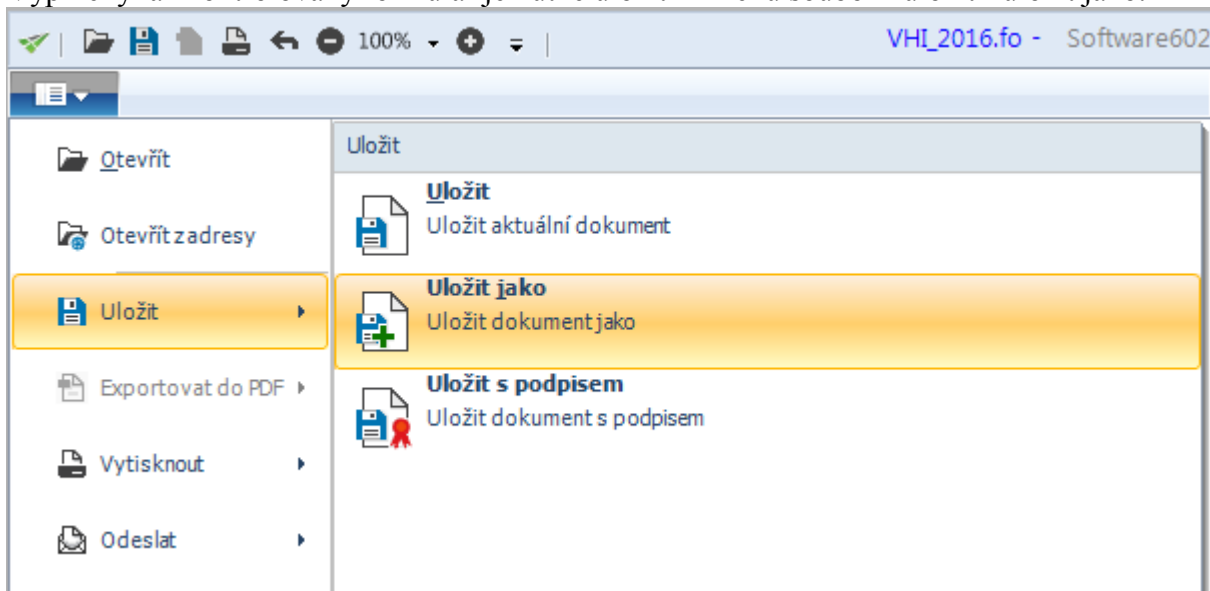 100%
VHI_2016.fo - Software602
Otevřít
Otevřít z adresy
Uložit
Exportovat do PDF
Vytisknout
Odeslat
Uložit
Uložit
Uložit aktuální dokument
Uložit jako
Uložit dokument jako
Uložit s podpisem
Uložit dokument s podpisem